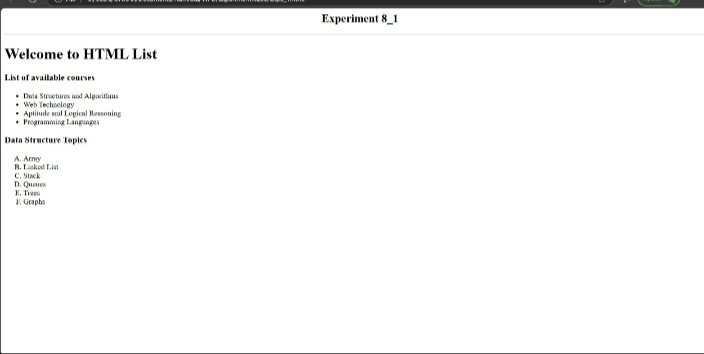 Experiment 8_1
Welcome to HTML List
List of available courses
• Data Structures and Algorithms
• Web Technology
• Aptitude and Logical Reasoning
• Programming Languages
Data Structure Topics
A. Array
B. Linked List
C. Stack
D. Queues
E. Trees
F. Graphs